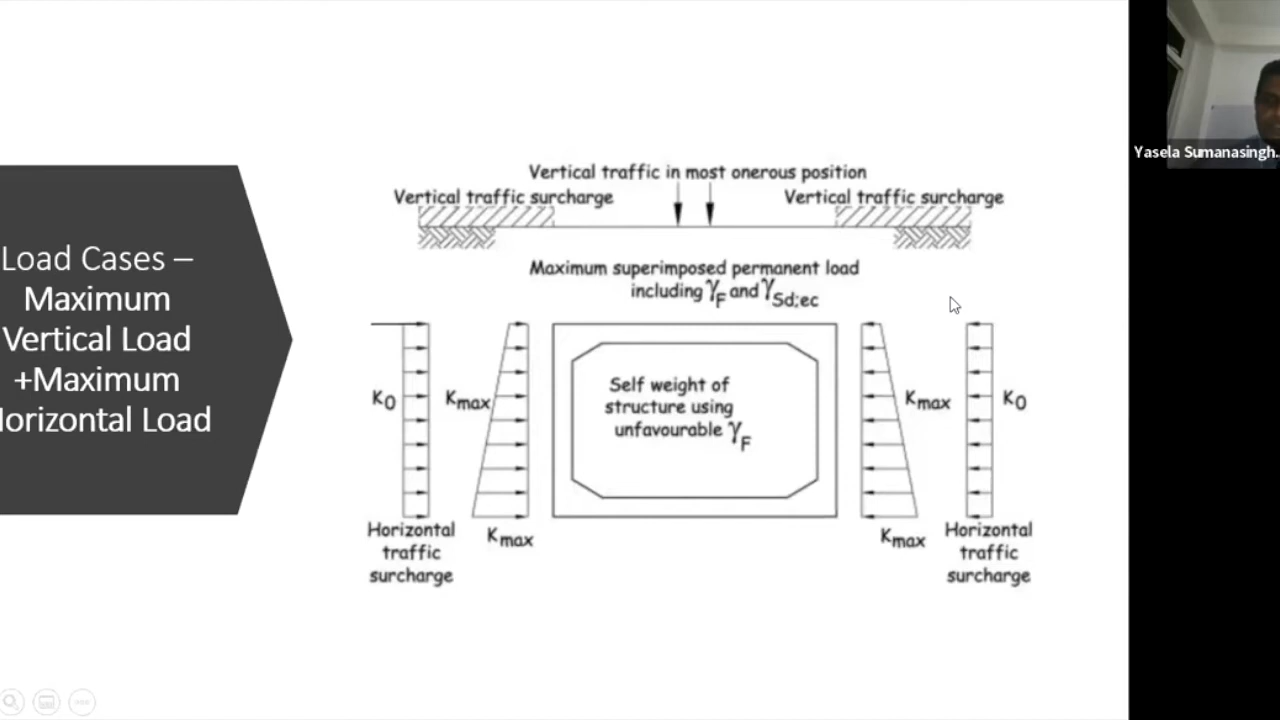 Load Cases –
Maximum
Vertical Load
+Maximum
Horizontal Load
Vertical traffic in most onerous position
Vertical traffic surcharge
Vertical traffic surcharge
Maximum superimposed permanent load
including γF and γSd;ec
Self weight of
structure using
unfavourable γF
K0
Kmax
Kmax
K0
Kmax
Kmax
Horizontal
traffic
surcharge
Horizontal
traffic
surcharge
Yasela Sumanasingh...